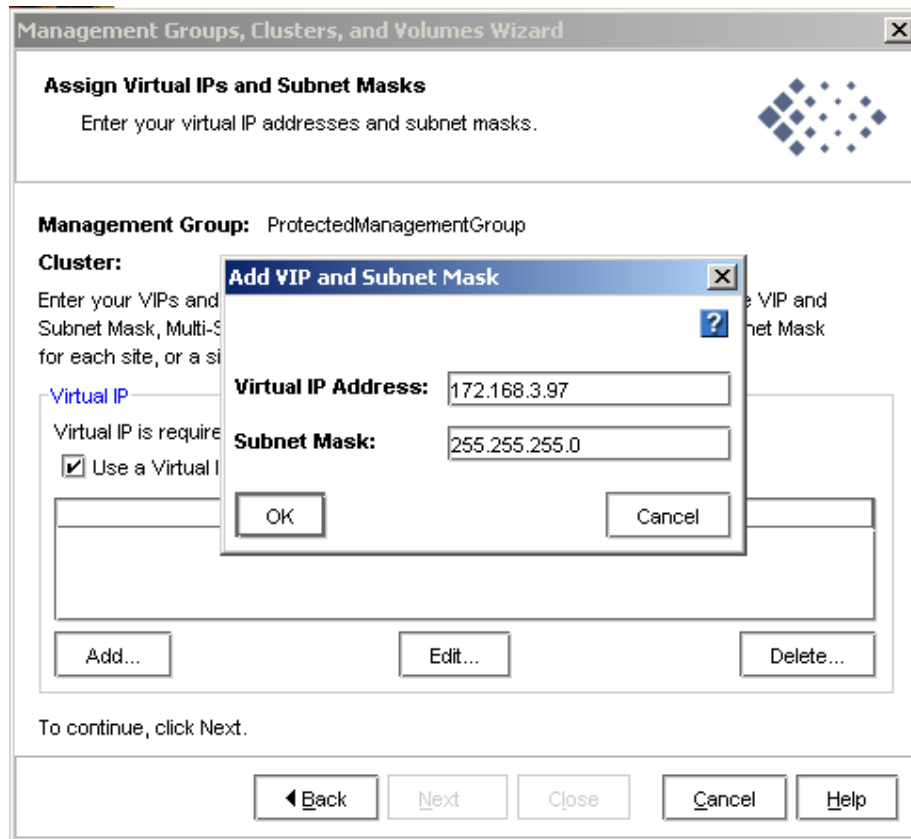 Management Groups, Clusters, and Volumes Wizard
Assign Virtual IPs and Subnet Masks
Enter your virtual IP addresses and subnet masks.
Management Group: ProtectedManagementGroup
Cluster:
Enter your VIPs and VIP and
Subnet Mask, Mask
for each site, or a
Virtual IP
Virtual IP is
Use a Virtual
Add VIP and Subnet Mask
?
Virtual IP Address: 172.168.3.97
Subnet Mask: 255.255.255.0
OK Cancel
Add... Edit... Delete...
To continue, click Next.
Back Next Close Cancel Help